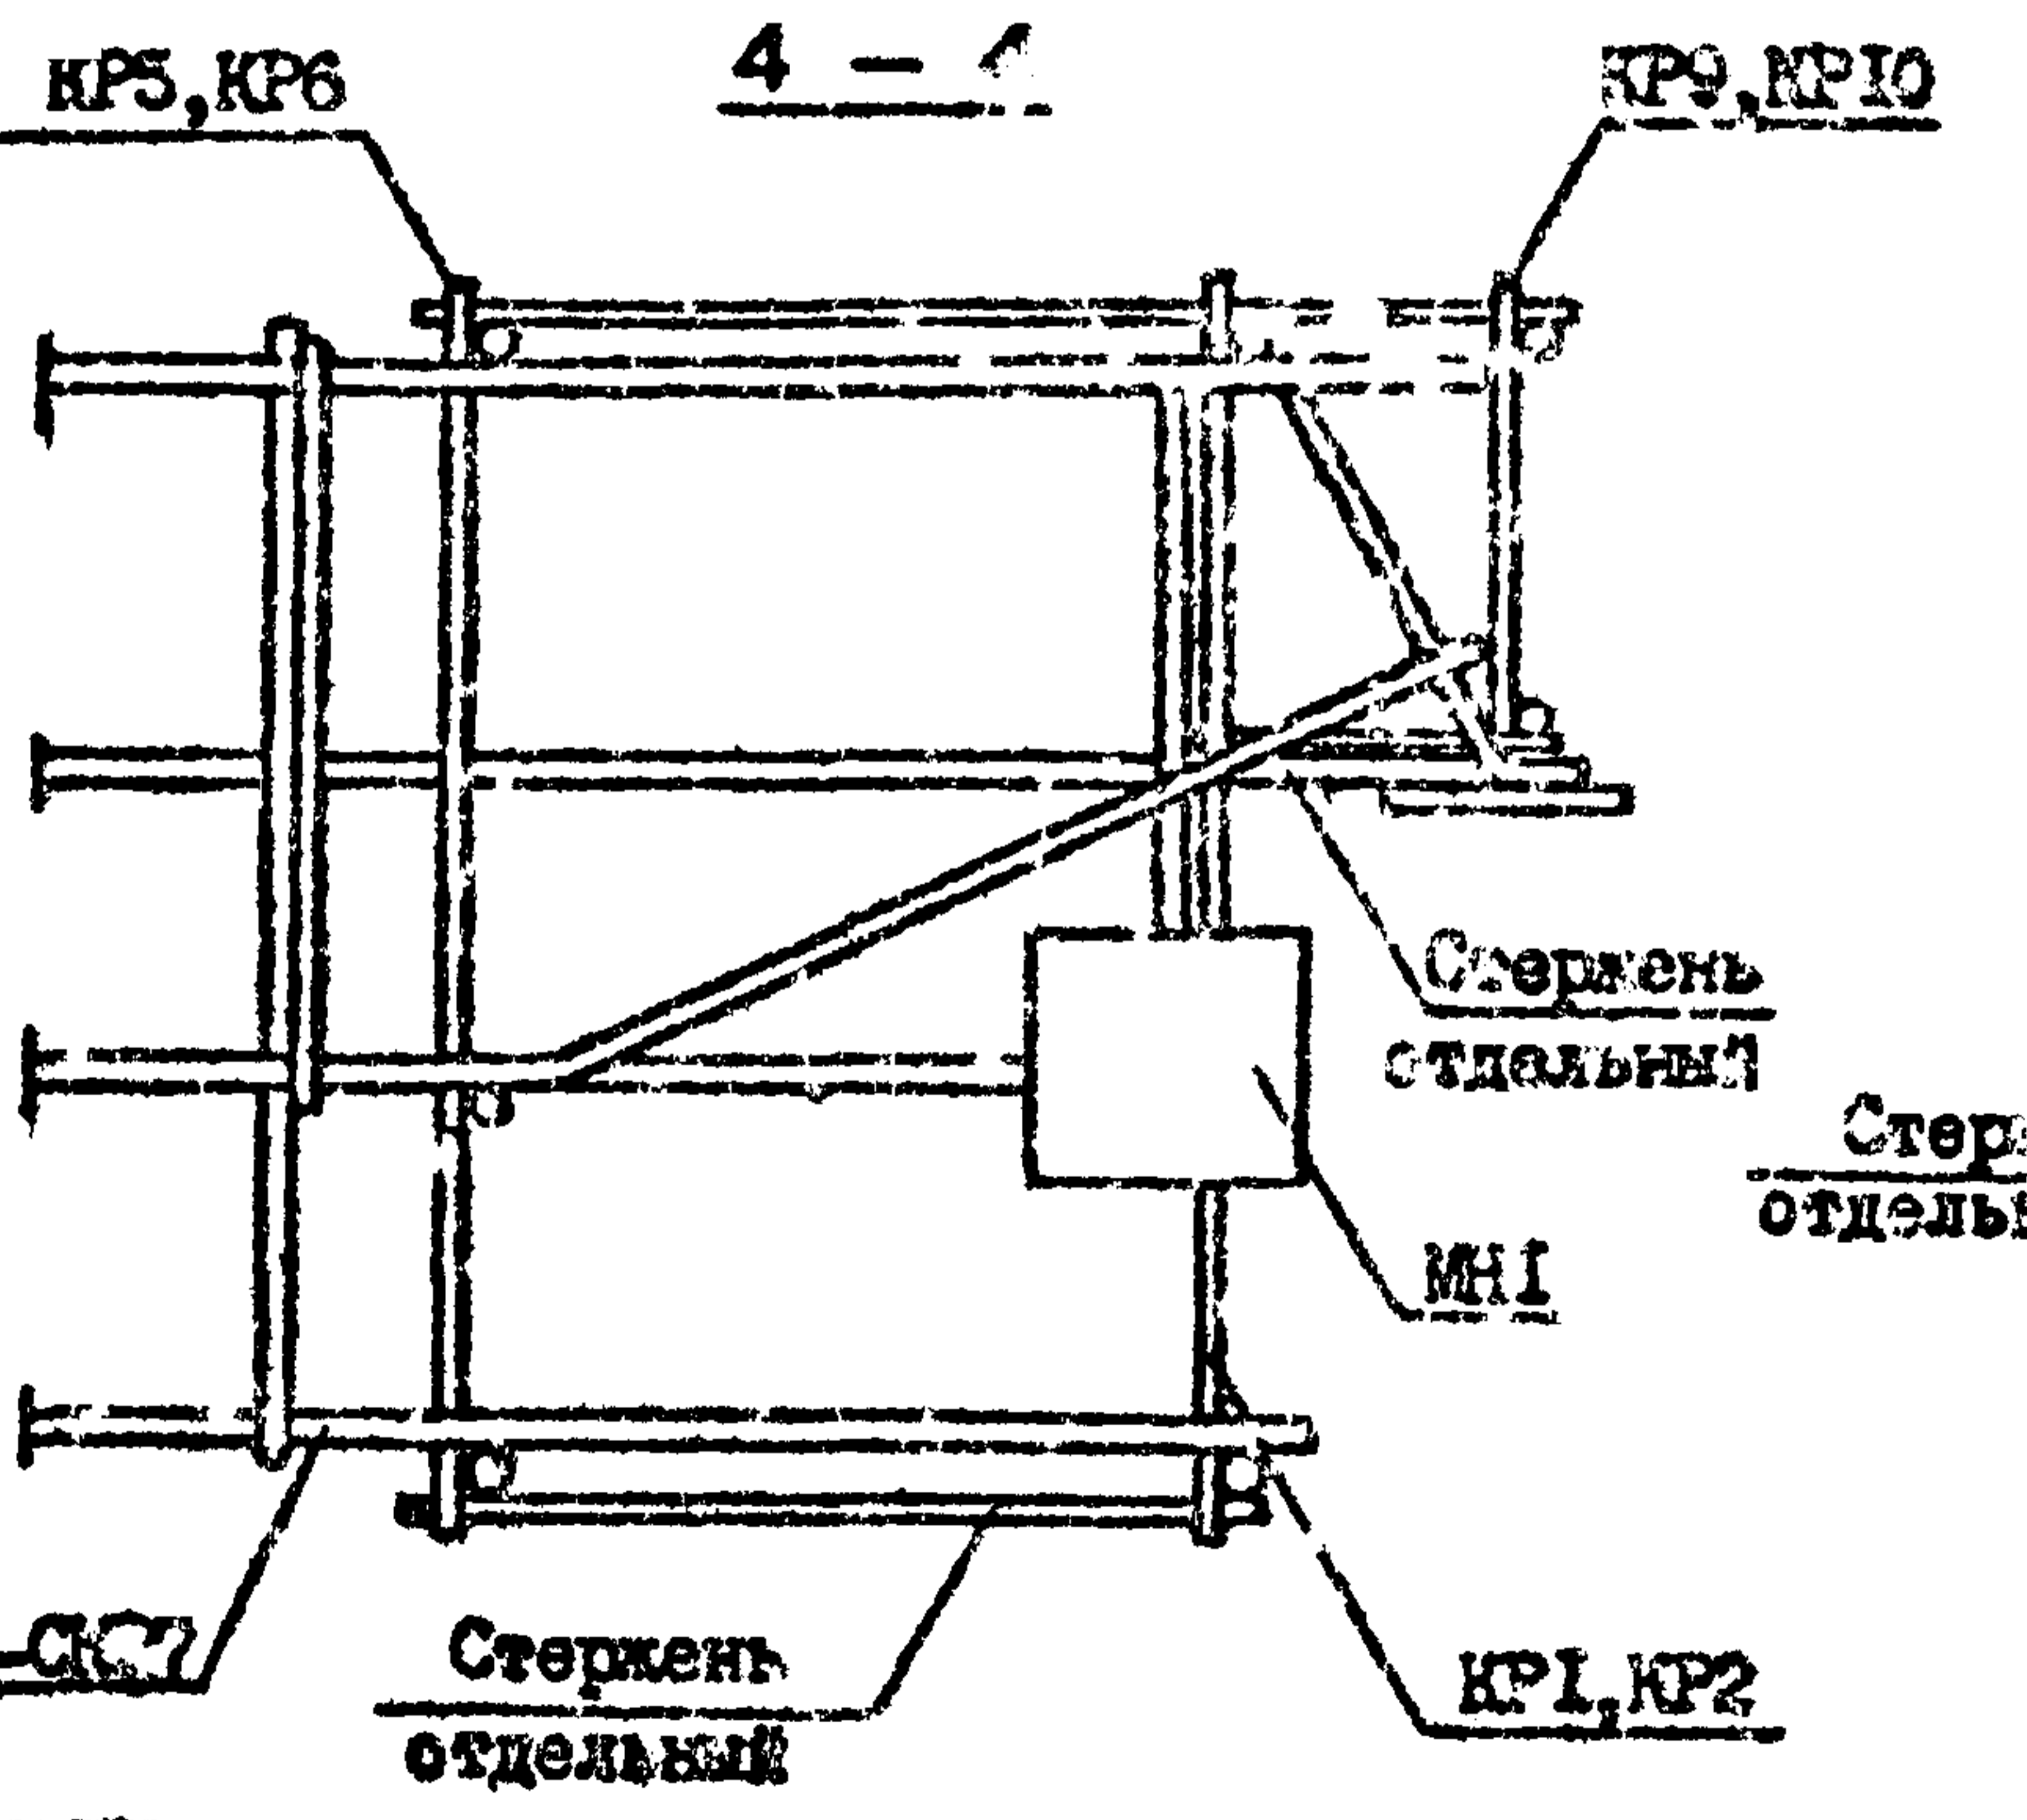 КР5,КР6
4 – 4
КР9,КР10
Стержень
отдельный
Стер
отдель
МН1
СК7
Стержень
отдельный
КР1,КР2